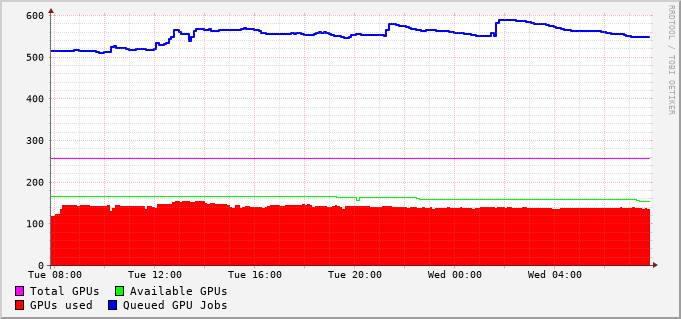 600
500
400
300
200
100
0
Tue 08:00 Tue 12:00 Tue 16:00 Tue 20:00 Wed 00:00 Wed 04:00
Total GPUs Available GPUs
GPUs used Queued GPU Jobs
RRDTOOL / TOBI OETIKER